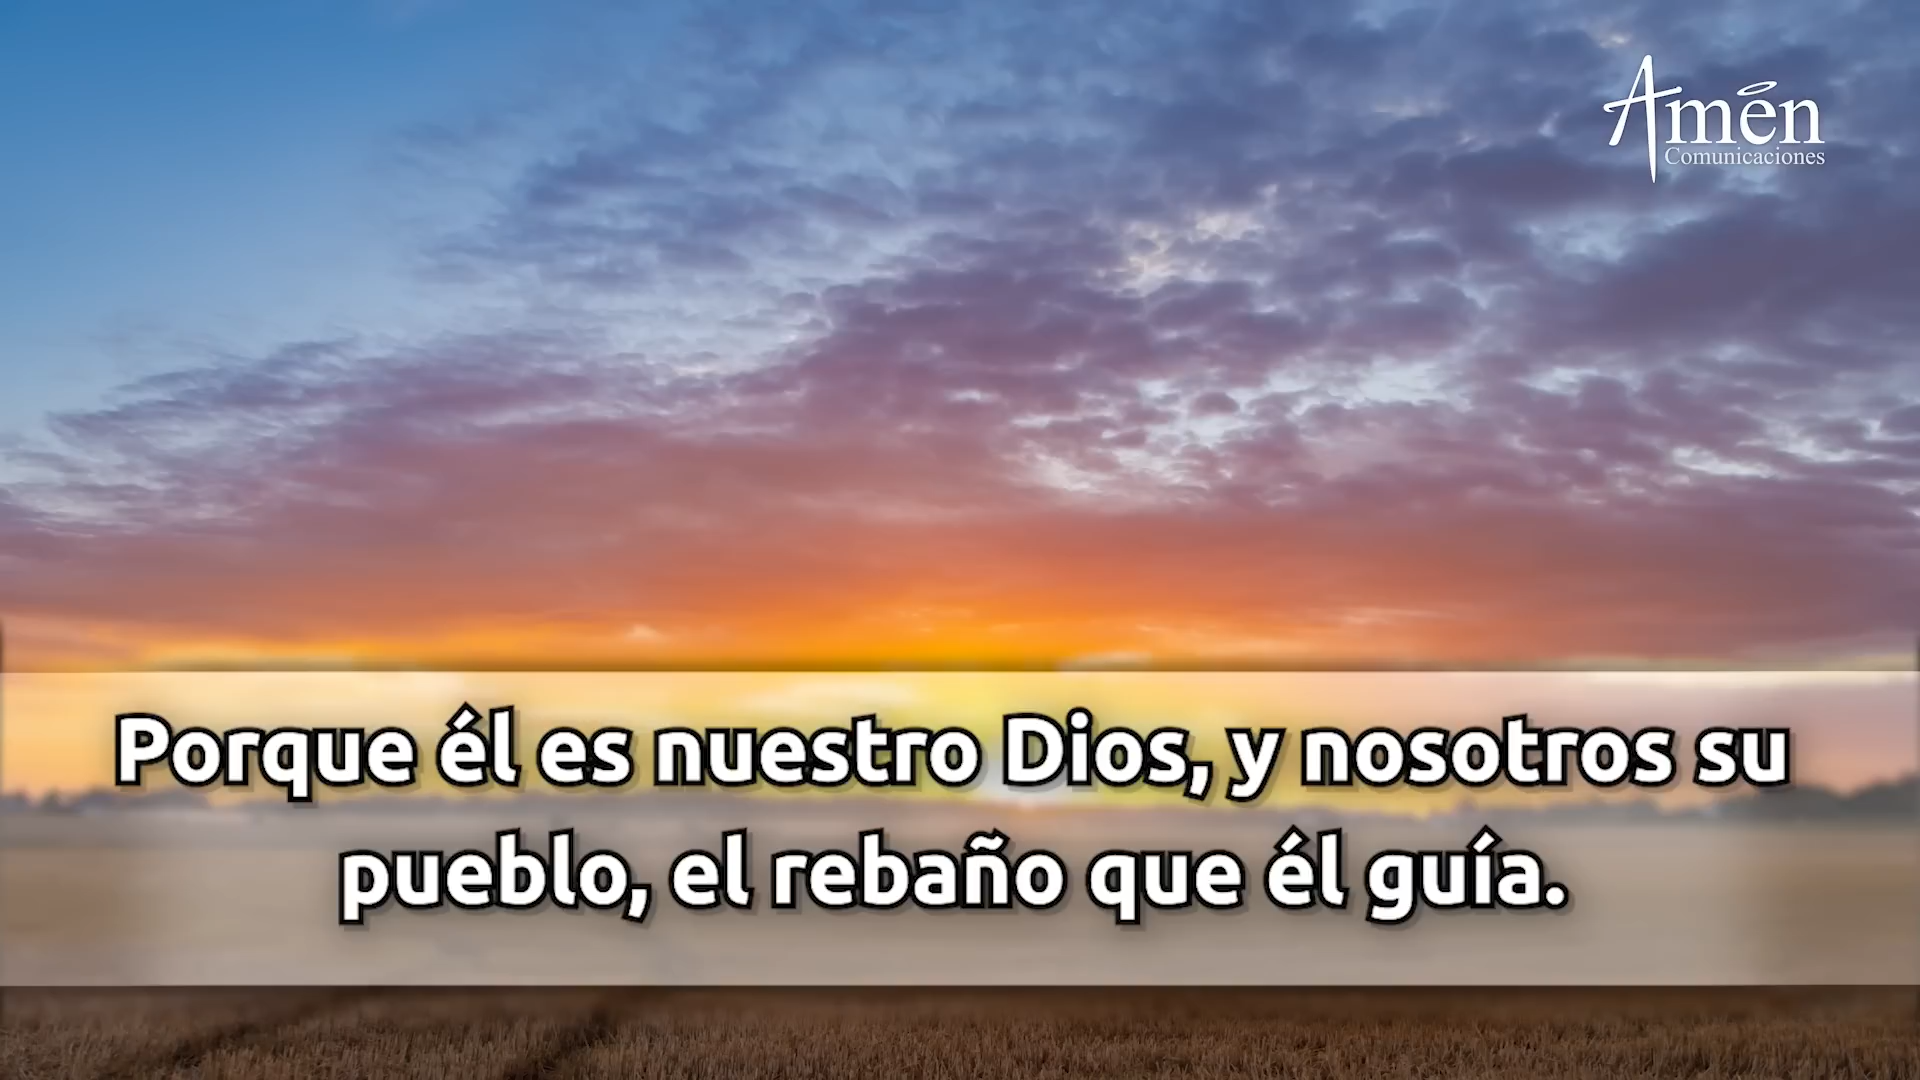 Amén
Comunicaciones
Porque él es nuestro Dios, y nosotros su
pueblo, el rebaño que él guía.